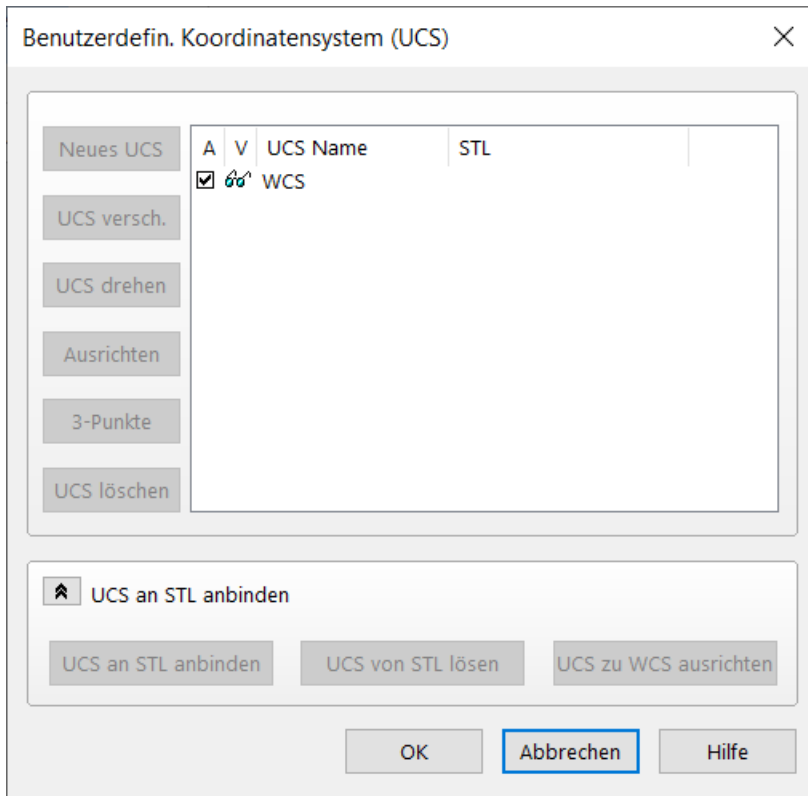 Benutzerdefin. Koordinatensystem (UCS)
Neues UCS
A V UCS Name STL
WCS
UCS versch.
UCS drehen
Ausrichten
3-Punkte
UCS löschen
UCS an STL anbinden
UCS an STL anbinden UCS von STL lösen UCS zu WCS ausrichten
OK Abbrechen Hilfe